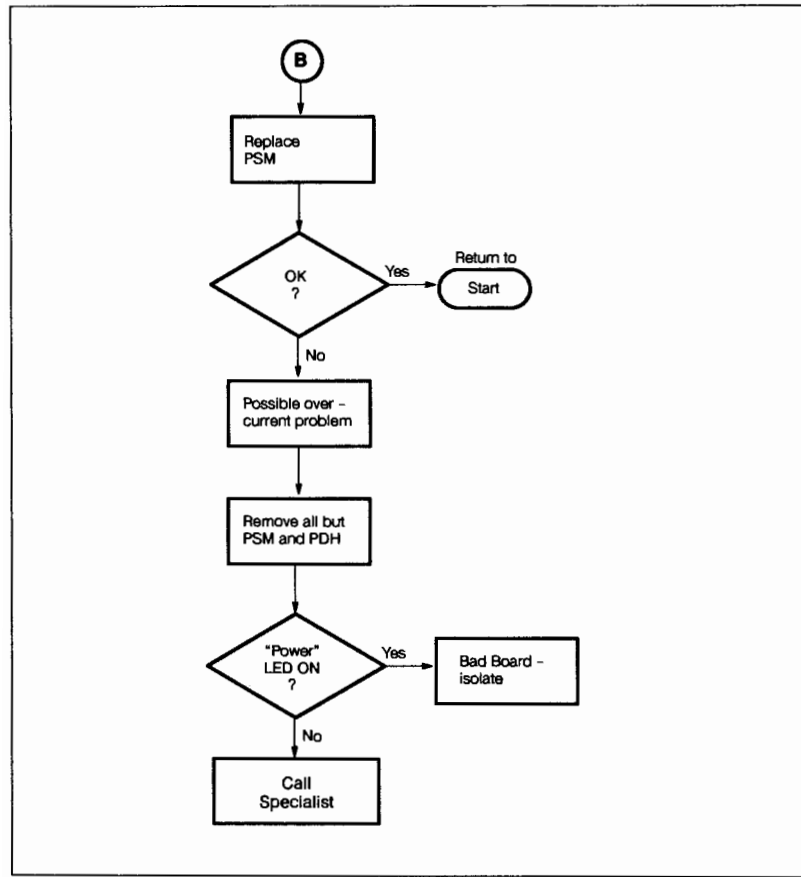 B
Replace
PSM
OK
?
Yes
Return to
Start
No
Possible over –
current problem
Remove all but
PSM and PDH
"Power"
LED ON
?
Yes
Bad Board –
isolate
No
Call
Specialist